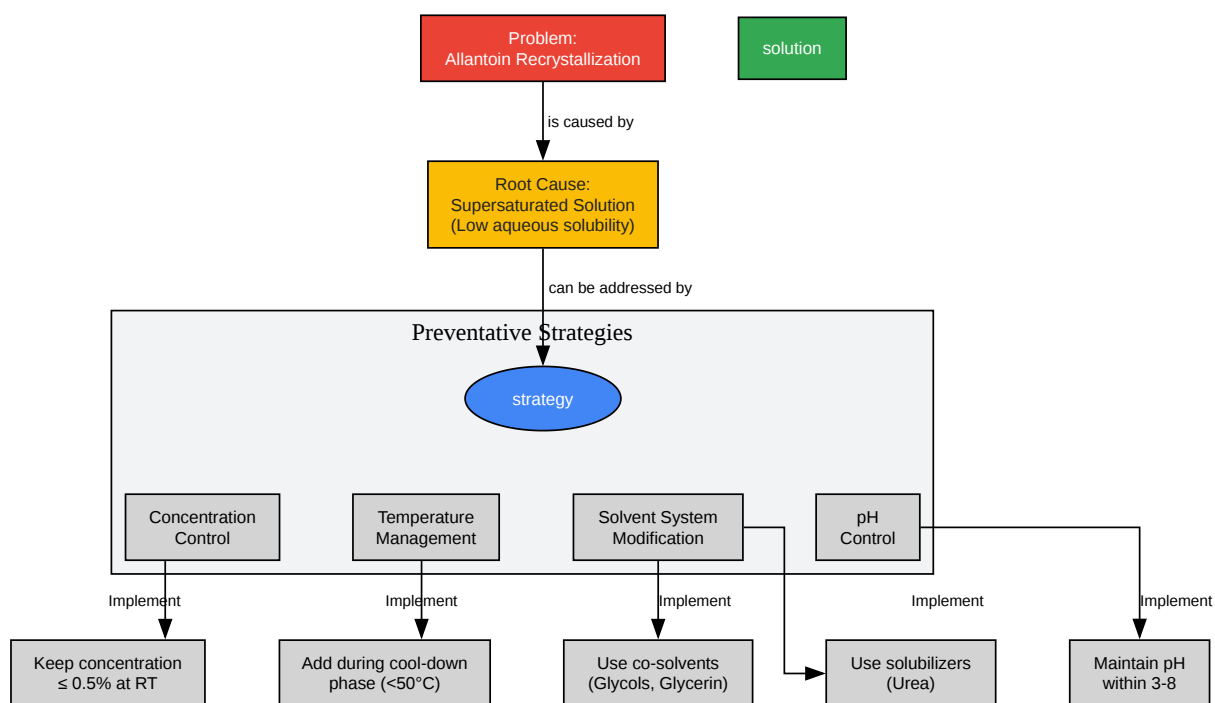 Problem:
Allantoin Recrystallization
solution
is caused by
Root Cause:
Supersaturated Solution
(Low aqueous solubility)
can be addressed by
Preventative Strategies
strategy
Concentration
Control
Temperature
Management
Solvent System
Modification
pH
Control
Implement
Implement
Implement
Implement
Implement
Keep concentration
≤ 0.5% at RT
Add during cool-down
phase (<50°C)
Use co-solvents
(Glycols, Glycerin)
Use solubilizers
(Urea)
Maintain pH
within 3-8